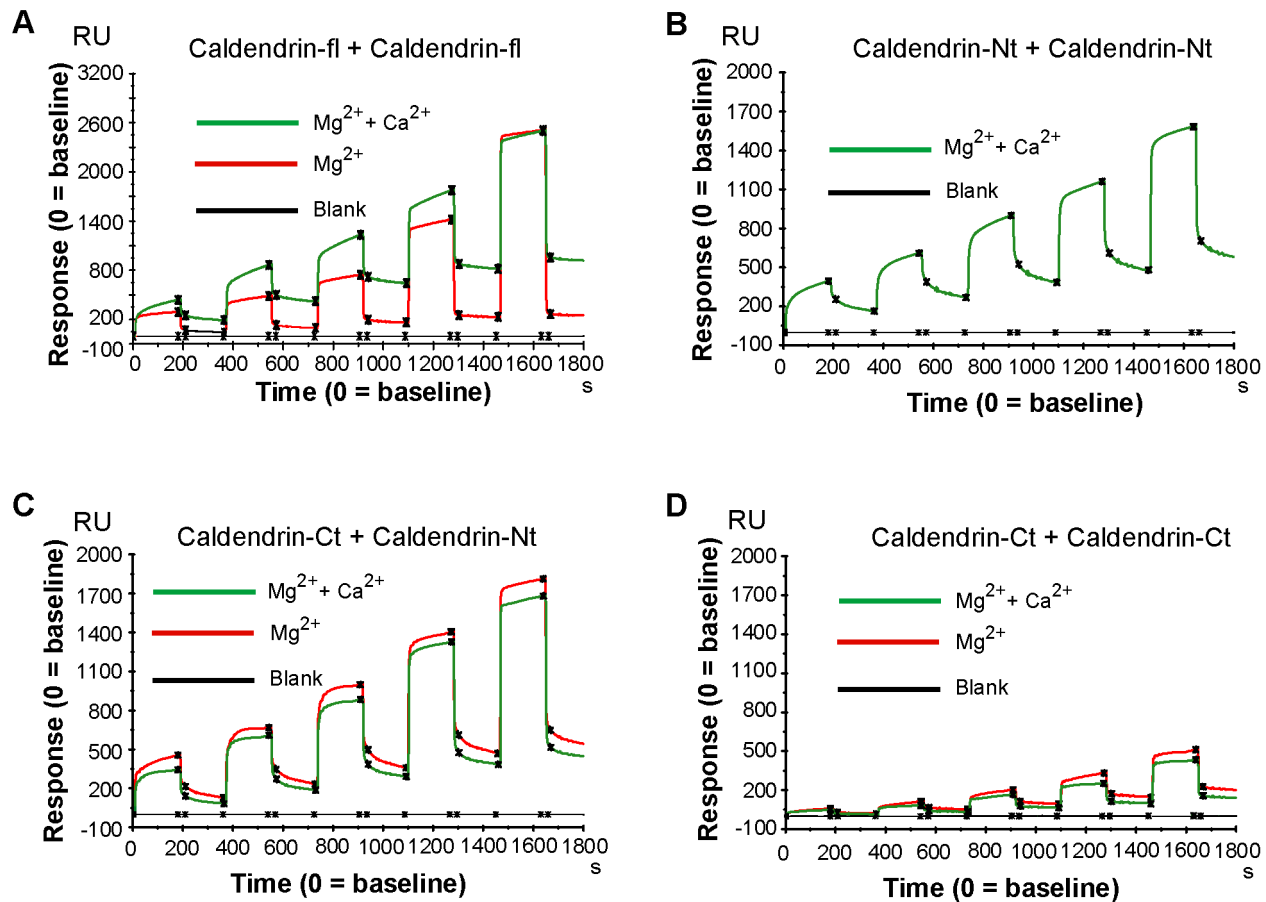 A
RU
Caldendrin-fl + Caldendrin-fl
Response (0 = baseline)
3200
2600
2000
1400
800
200
-100
Mg2+ + Ca2+
Mg2+
Blank
0 200 400 600 800 1000 1200 1400 1600 1800
s
Time (0 = baseline)
B
RU
Caldendrin-Nt + Caldendrin-Nt
Response (0 = baseline)
2000
1700
1400
1100
800
500
200
-100
Mg2+ + Ca2+
Blank
0 200 400 600 800 1000 1200 1400 1600 1800
s
Time (0 = baseline)
C
RU
Caldendrin-Ct + Caldendrin-Nt
Response (0 = baseline)
2000
1700
1400
1100
800
500
200
-100
Mg2+ + Ca2+
Mg2+
Blank
0 200 400 600 800 1000 1200 1400 1600 1800
s
Time (0 = baseline)
D
RU
Caldendrin-Ct + Caldendrin-Ct
Response (0 = baseline)
2000
1700
1400
1100
800
500
200
-100
Mg2+ + Ca2+
Mg2+
Blank
0 200 400 600 800 1000 1200 1400 1600 1800
s
Time (0 = baseline)